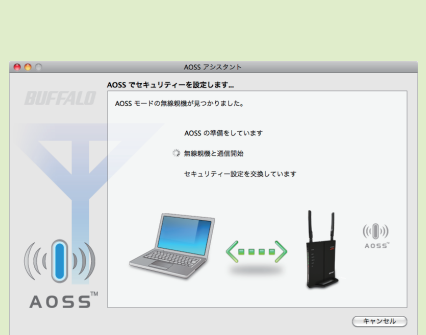 AOSS アシスタント
AOSS でセキュリティーを設定します...
BUFFALO
AOSS モードの無線親機が見つかりました。
AOSS の準備をしています
無線親機と通信開始
セキュリティー設定を交換しています
AOSS™
AOSS™
キャンセル